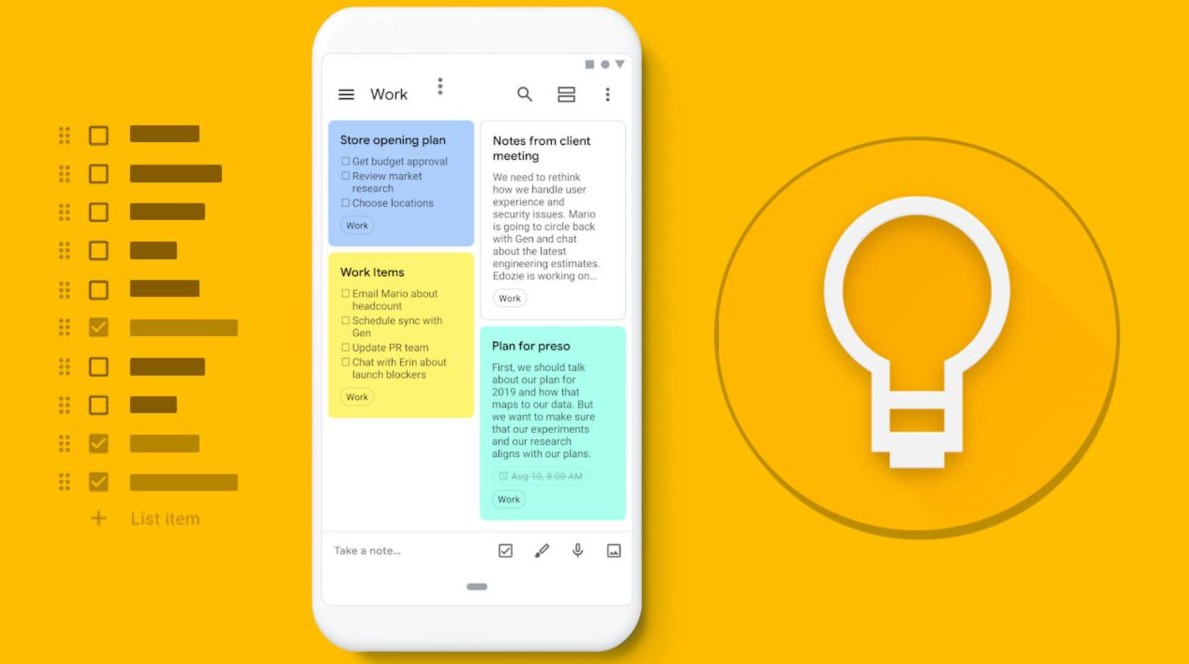 Work
Store opening plan
Get budget approval
Review market
research
Choose locations
Work
Work Items
Email Mario about
headcount
Schedule sync with
Gen
Update PR team
Chat with Erin about
launch blockers
Work
Notes from client
meeting
We need to rethink
how we handle user
experience and
security issues. Mario
is going to circle back
with Gen and chat
about the latest
engineering estimates.
Edozie is working on...
Work
Plan for preso
First, we should talk
about our plan for
2019 and how that
maps to our data. But
we want to make sure
that our experiments
and our research
aligns with our plans.
Aug 10, 8:00 AM
Work
Take a note...
+ List item